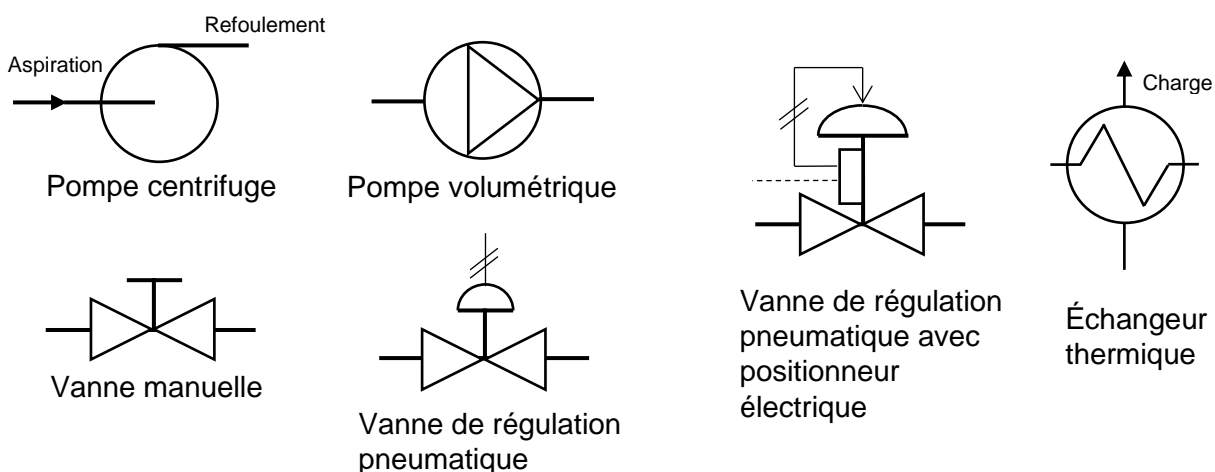 Refoulement
Aspiration
Pompe centrifuge
Pompe volumétrique
Charge
Vanne manuelle
Vanne de régulation
pneumatique
Vanne de régulation
pneumatique avec
positionneur
électrique
Échangeur
thermique